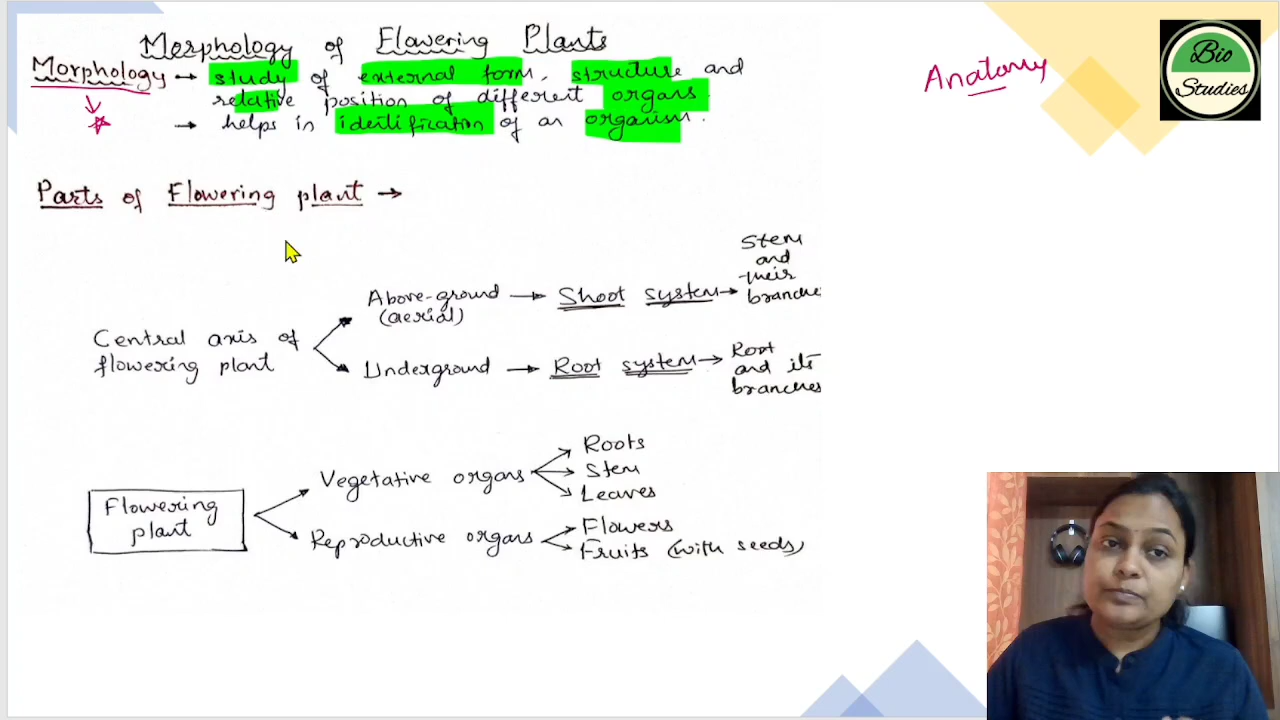 Morphology of Flowering Plants
Morphology → study of external form, structure and
relative position of different organs.
→ helps in identification of an organism.
Anatomy
Bio
Studies
Parts of Flowering plant →
Central axis of
flowering plant
Above-ground
(aerial)
→ Shoot system →
Stem
and
their
branche
Underground → Root system →
Root
and its
branches
Flowering
plant
Vegetative organs
Roots
Stem
Leaves
Reproductive organs
Flowers
Fruits (with seeds)